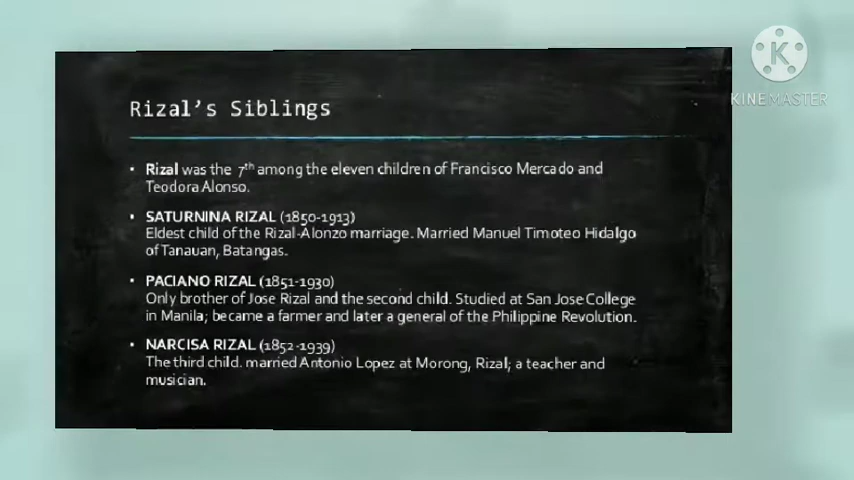 K
KINEMASTER
Rizal's Siblings
• Rizal was the 7th among the eleven children of Francisco Mercado and
Teodora Alonso.
• SATURNINA RIZAL (1850-1913)
Eldest child of the Rizal-Alonzo marriage. Married Manuel Timoteo Hidalgo
of Tanauan, Batangas.
• PACIANO RIZAL (1851-1930)
Only brother of Jose Rizal and the second child. Studied at San Jose College
in Manila; became a farmer and later a general of the Philippine Revolution.
• NARCISA RIZAL (1852-1939)
The third child. married Antonio Lopez at Morong, Rizal; a teacher and
musician.